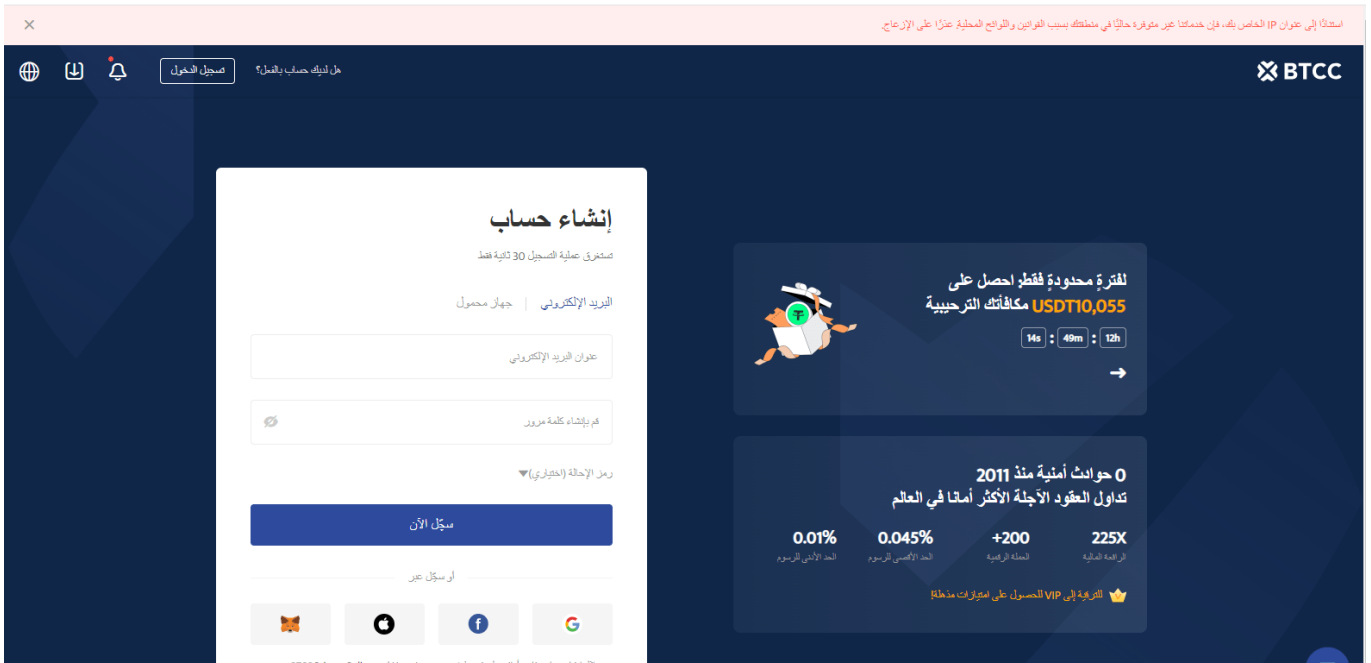 استنادًا إلى عنوان IP الخاص بك، فإن خدماتنا غير متوفرة حاليًا في منطقتك بسبب القوانين واللوائح المحلية. عذرًا على الإزعاج.
BTCC
هل لديك حساب بالفعل؟
تسجيل الدخول
لفترةٍ محدودةٍ فقط، احصل على
USDT10,055 مكافأتك الترحيبية
12h : 49m : 14s
0 حوادث أمنية منذ 2011
تداول العقود الآجلة الأكثر أمانا في العالم
225X
الرافعة المالية
200+
العملة الرقمية
0.045%
الحد الأقصى للرسوم
0.01%
الحد الأدنى للرسوم
للترقية إلى VIP للحصول على امتيازات مذهلة!
إنشاء حساب
تستغرق عملية التسجيل 30 ثانية فقط
البريد الإلكتروني | جهاز محمول
عنوان البريد الإلكتروني
قم بإنشاء كلمة مرور
رمز الإحالة (اختياري)
سجّل الآن
أو سجّل عبر